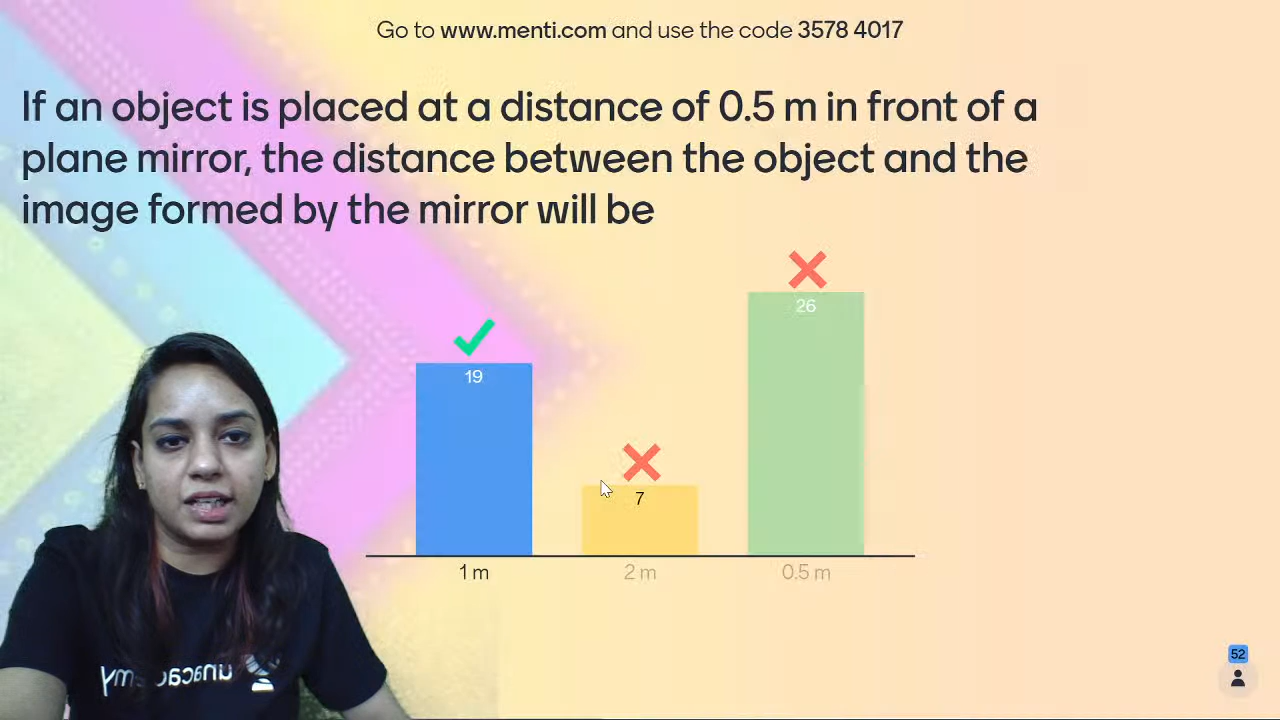 Go to www.menti.com and use the code 3578 4017
If an object is placed at a distance of 0.5 m in front of a
plane mirror, the distance between the object and the
image formed by the mirror will be
26
19
7
1 m
2 m
0.5 m
unacademy
52